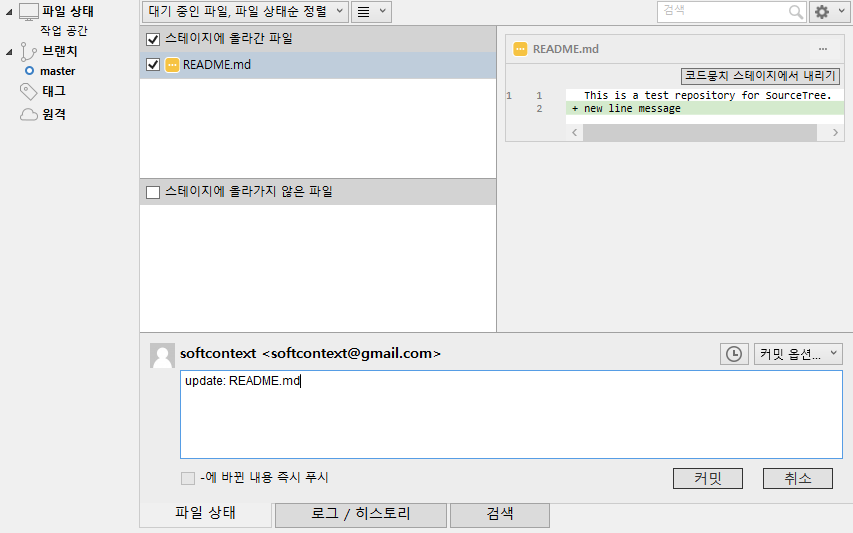 파일 상태
작업 공간
브랜치
master
태그
원격
대기 중인 파일, 파일 상태순 정렬
검색
스테이지에 올라간 파일
README.md
스테이지에 올라가지 않은 파일
README.md
코드뭉치 스테이지에서 내리기
1 1 This is a test repository for SourceTree.
2 + new line message
softcontext <softcontext@gmail.com>
커밋 옵션...
update: README.md
-에 바뀐 내용 즉시 푸시
커밋
취소
파일 상태
로그 / 히스토리
검색